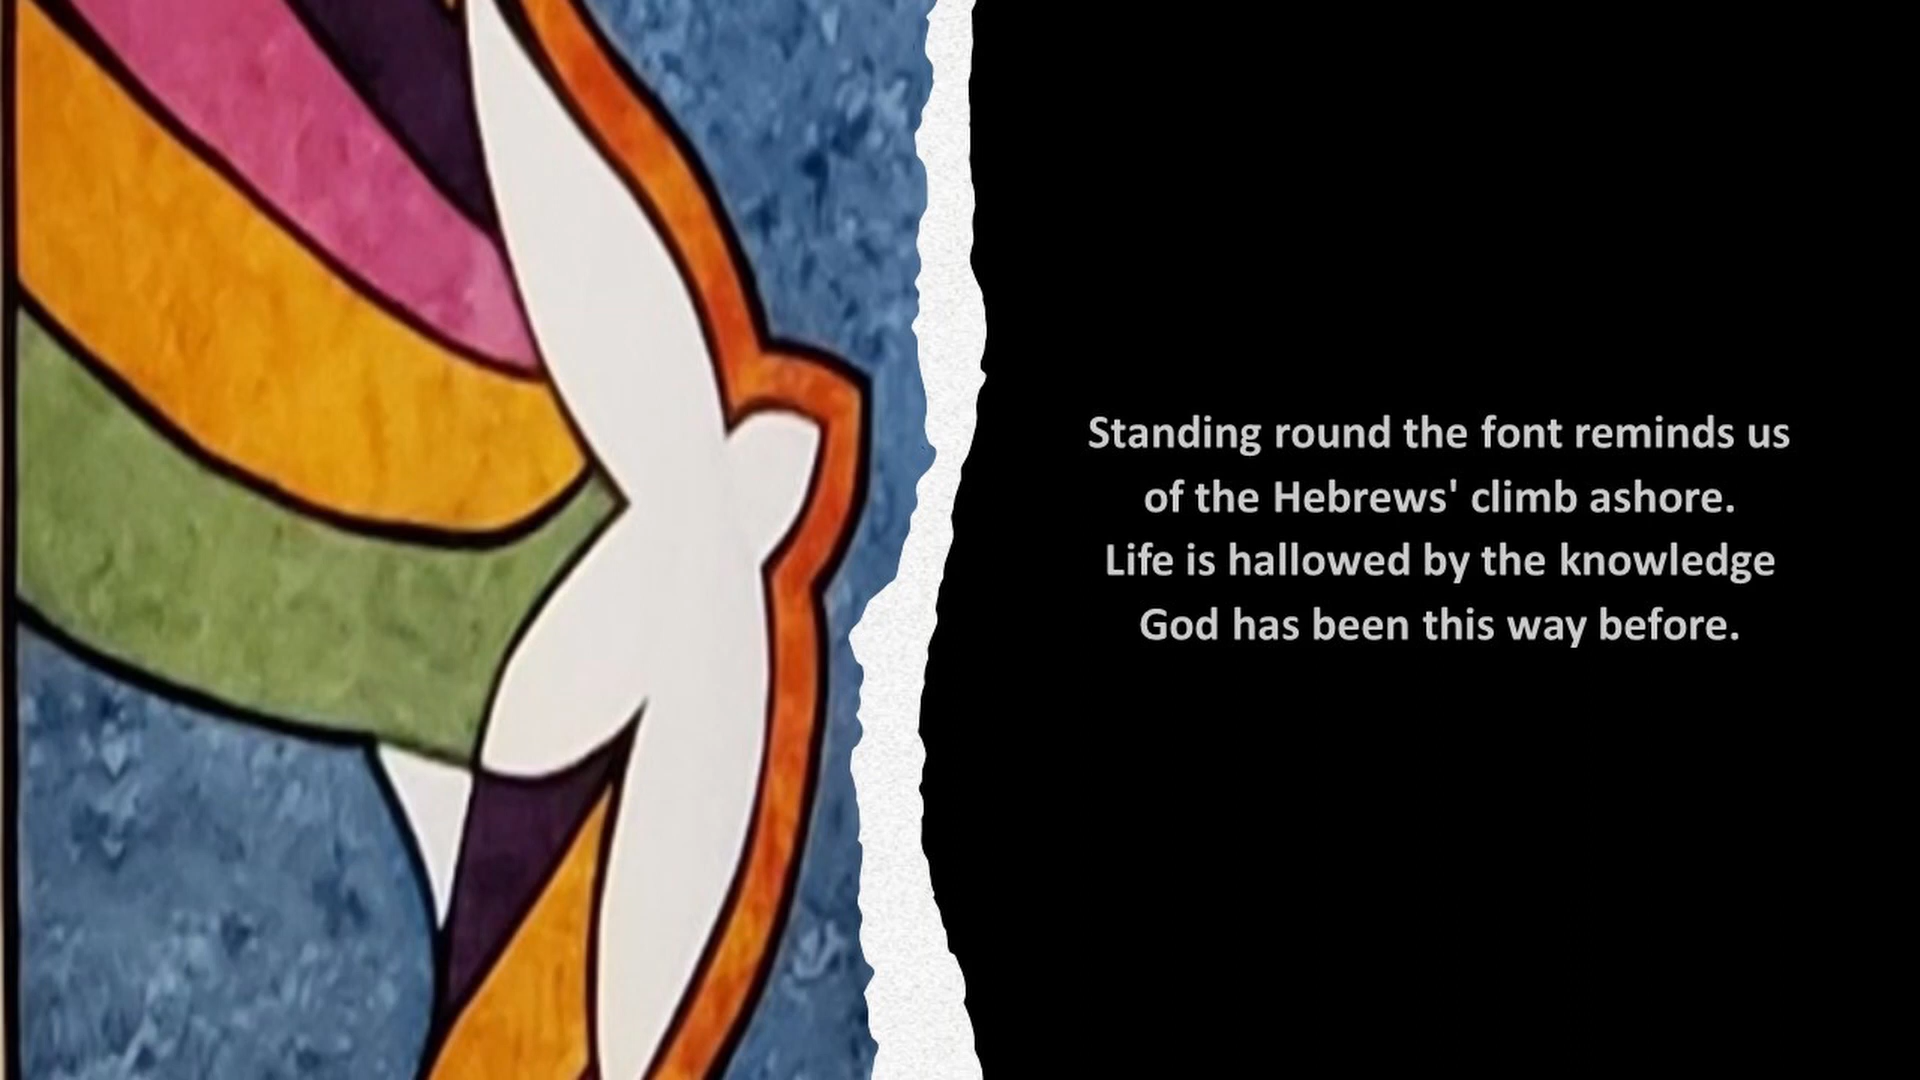 Standing round the font reminds us
of the Hebrews' climb ashore.
Life is hallowed by the knowledge
God has been this way before.